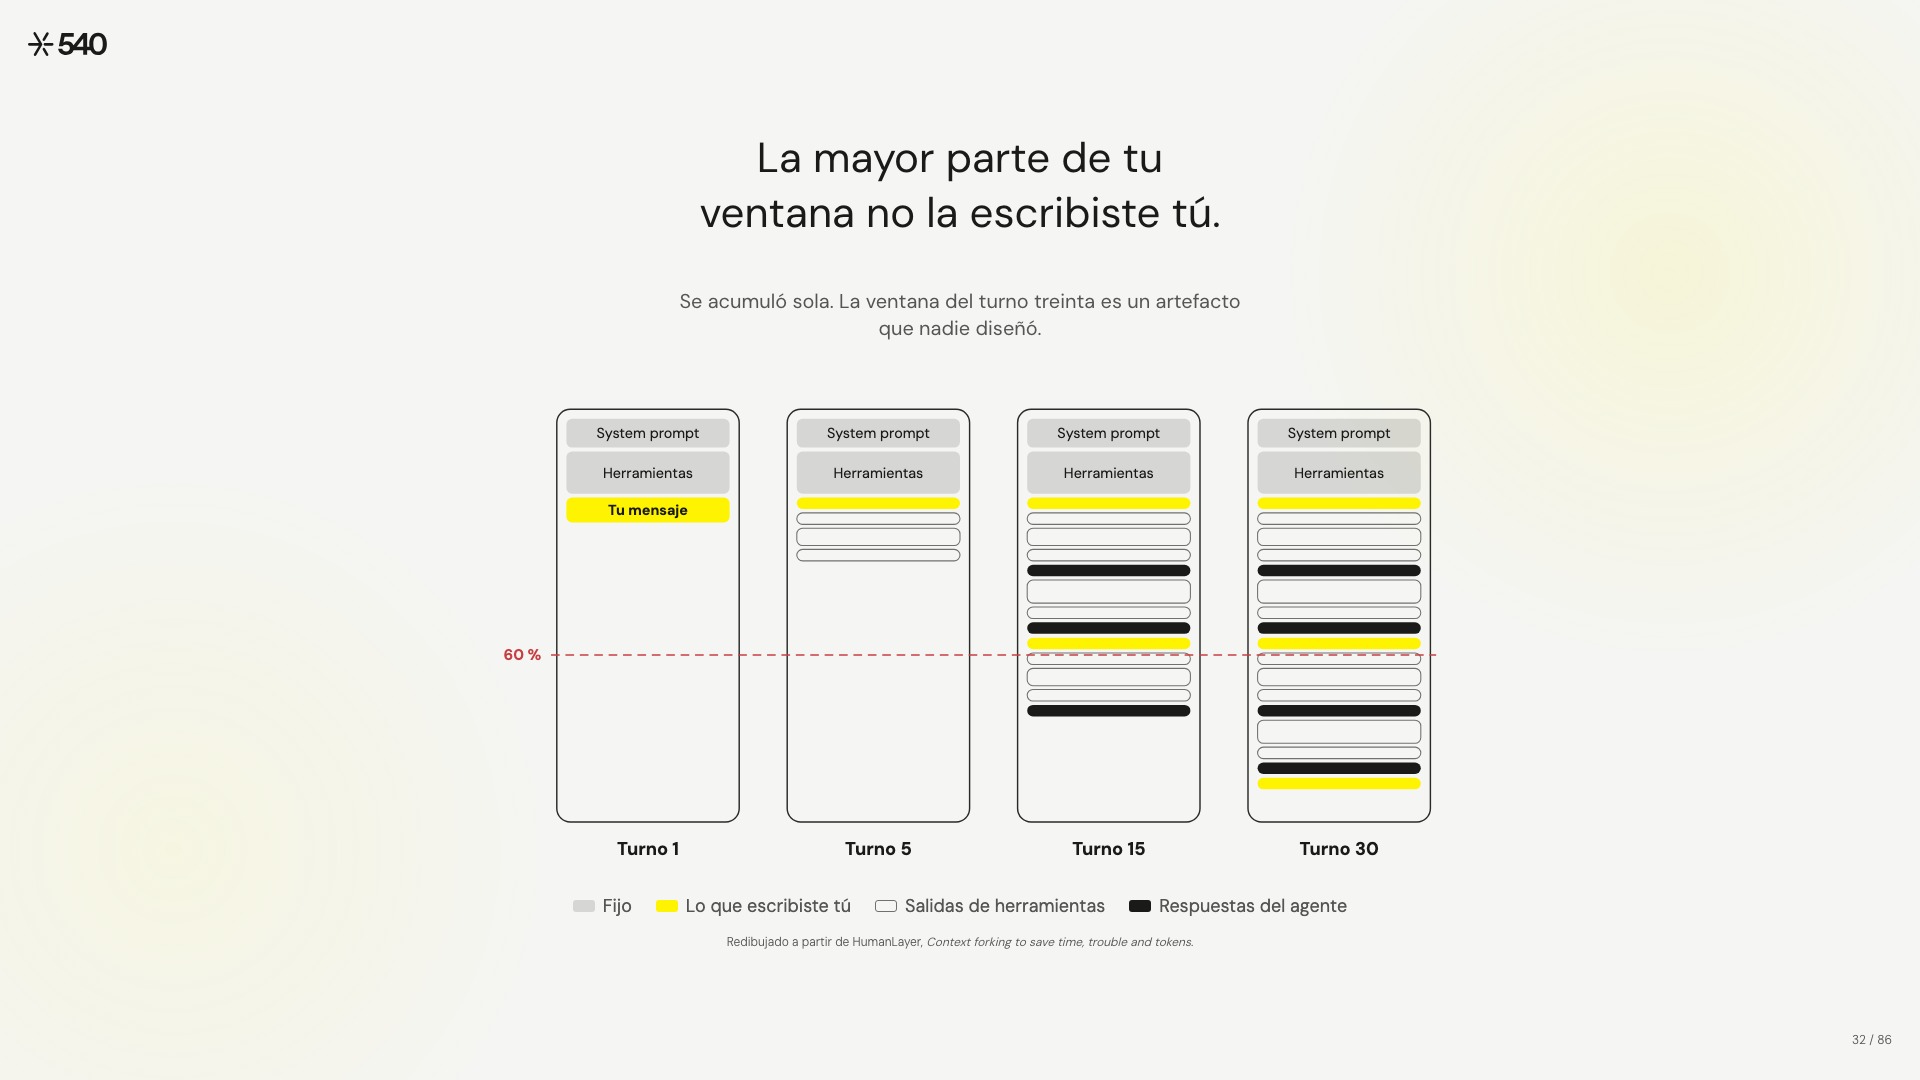 540
La mayor parte de tu
ventana no la escribiste tú.
Se acumuló sola. La ventana del turno treinta es un artefacto
que nadie diseñó.
System prompt
Herramientas
Tu mensaje
System prompt
Herramientas
System prompt
Herramientas
System prompt
Herramientas
60 %
Turno 1
Turno 5
Turno 15
Turno 30
Fijo
Lo que escribiste tú
Salidas de herramientas
Respuestas del agente
Redibujado a partir de HumanLayer, Context forking to save time, trouble and tokens.
32 / 86